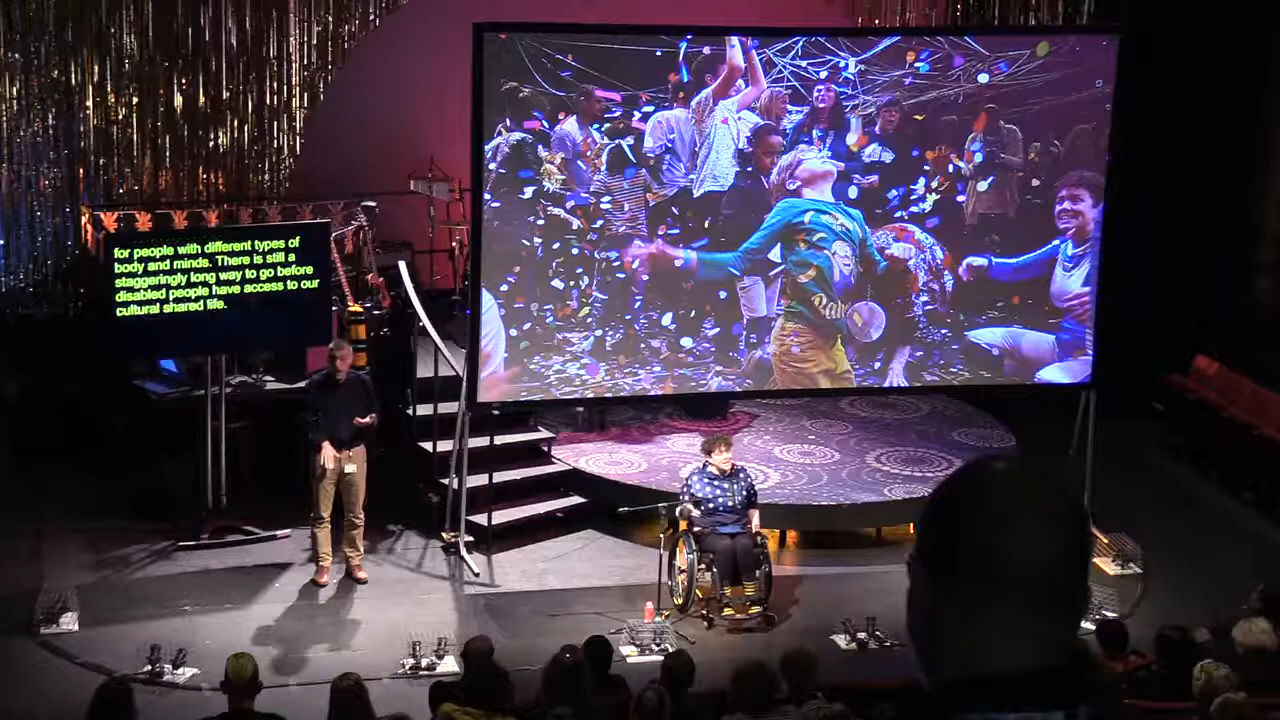 for people with different types of
body and minds. There is still a
staggeringly long way to go before
disabled people have access to our
cultural shared life.